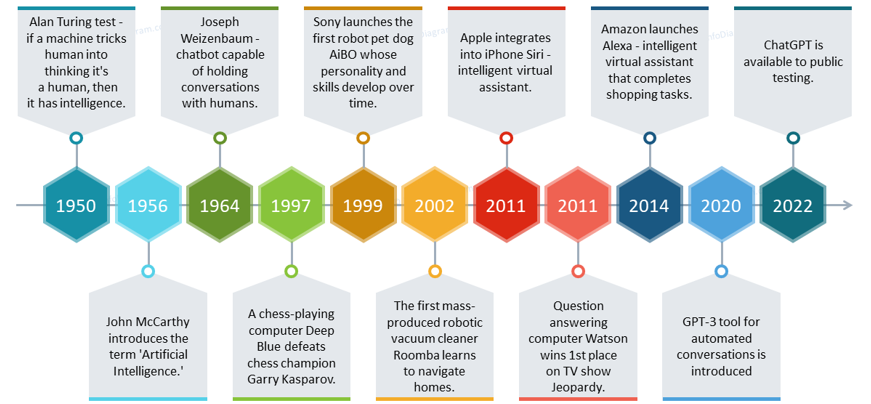 Alan Turing test -
if a machine tricks
human into
thinking it's
a human, then
it has intelligence.
Joseph
Weizenbaum -
chatbot capable
of holding
conversations
with humans.
Sony launches the
first robot pet dog
AiBO whose
personality and
skills develop over
time.
Apple integrates
into iPhone Siri -
intelligent virtual
assistant.
Amazon launches
Alexa - intelligent
virtual assistant
that completes
shopping tasks.
ChatGPT is
available to public
testing.
1950
1956
1964
1997
1999
2002
2011
2011
2014
2020
2022
John McCarthy
introduces the
term 'Artificial
Intelligence.'
A chess-playing
computer Deep
Blue defeats
chess champion
Garry Kasparov.
The first mass-
produced robotic
vacuum cleaner
Roomba learns
to navigate
homes.
Question
answering
computer Watson
wins 1st place
on TV show
Jeopardy.
GPT-3 tool for
automated
conversations is
introduced